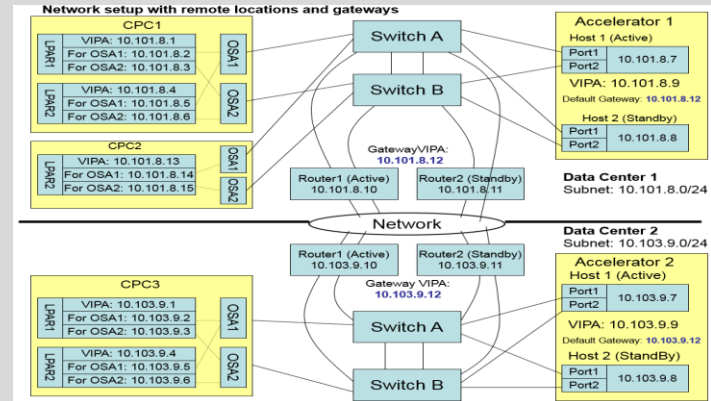 Network setup with remote locations and gateways
CPC1
LPAR1
VIPA: 10.101.8.1
For OSA1: 10.101.8.2
For OSA2: 10.101.8.3
LPAR2
VIPA: 10.101.8.4
For OSA1: 10.101.8.5
For OSA2: 10.101.8.6
OSA1
OSA2
CPC2
LPAR2
VIPA: 10.101.8.13
For OSA1: 10.101.8.14
For OSA2: 10.101.8.15
OSA1
OSA2
Switch A
Switch B
GatewayVIPA:
10.101.8.12
Router1 (Active)
10.101.8.10
Router2 (Standby)
10.101.8.11
Accelerator 1
Host 1 (Active)
Port1
Port2
10.101.8.7
VIPA: 10.101.8.9
Default Gateway: 10.101.8.12
Host 2 (Standby)
Port1
Port2
10.101.8.8
Data Center 1
Subnet: 10.101.8.0/24
Network
Data Center 2
Subnet: 10.103.9.0/24
Router1 (Active)
10.103.9.10
Router2 (Standby)
10.103.9.11
Gateway VIPA:
10.103.9.12
CPC3
LPAR1
VIPA: 10.103.9.1
For OSA1: 10.103.9.2
For OSA2: 10.103.9.3
LPAR2
VIPA: 10.103.9.4
For OSA1: 10.103.9.5
For OSA2: 10.103.9.6
OSA1
OSA2
Switch A
Switch B
Accelerator 2
Host 1 (Active)
Port1
Port2
10.103.9.7
VIPA: 10.103.9.9
Default Gateway: 10.103.9.12
Host 2 (StandBy)
Port1
Port2
10.103.9.8